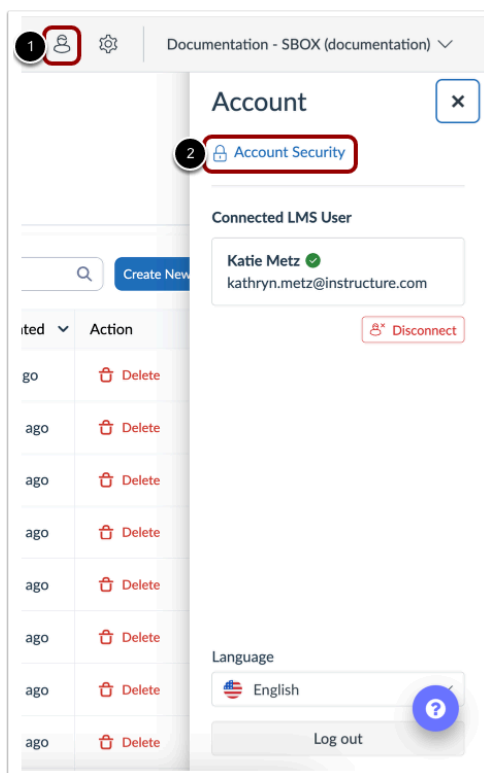 1
Documentation - SBOX (documentation)
Account
2
Account Security
Connected LMS User
Katie Metz
kathryn.metz@instructure.com
Disconnect
Create New
Action
go
Delete
ago
Delete
ago
Delete
ago
Delete
ago
Delete
ago
Delete
ago
Delete
ago
Delete
Language
English
?
Log out